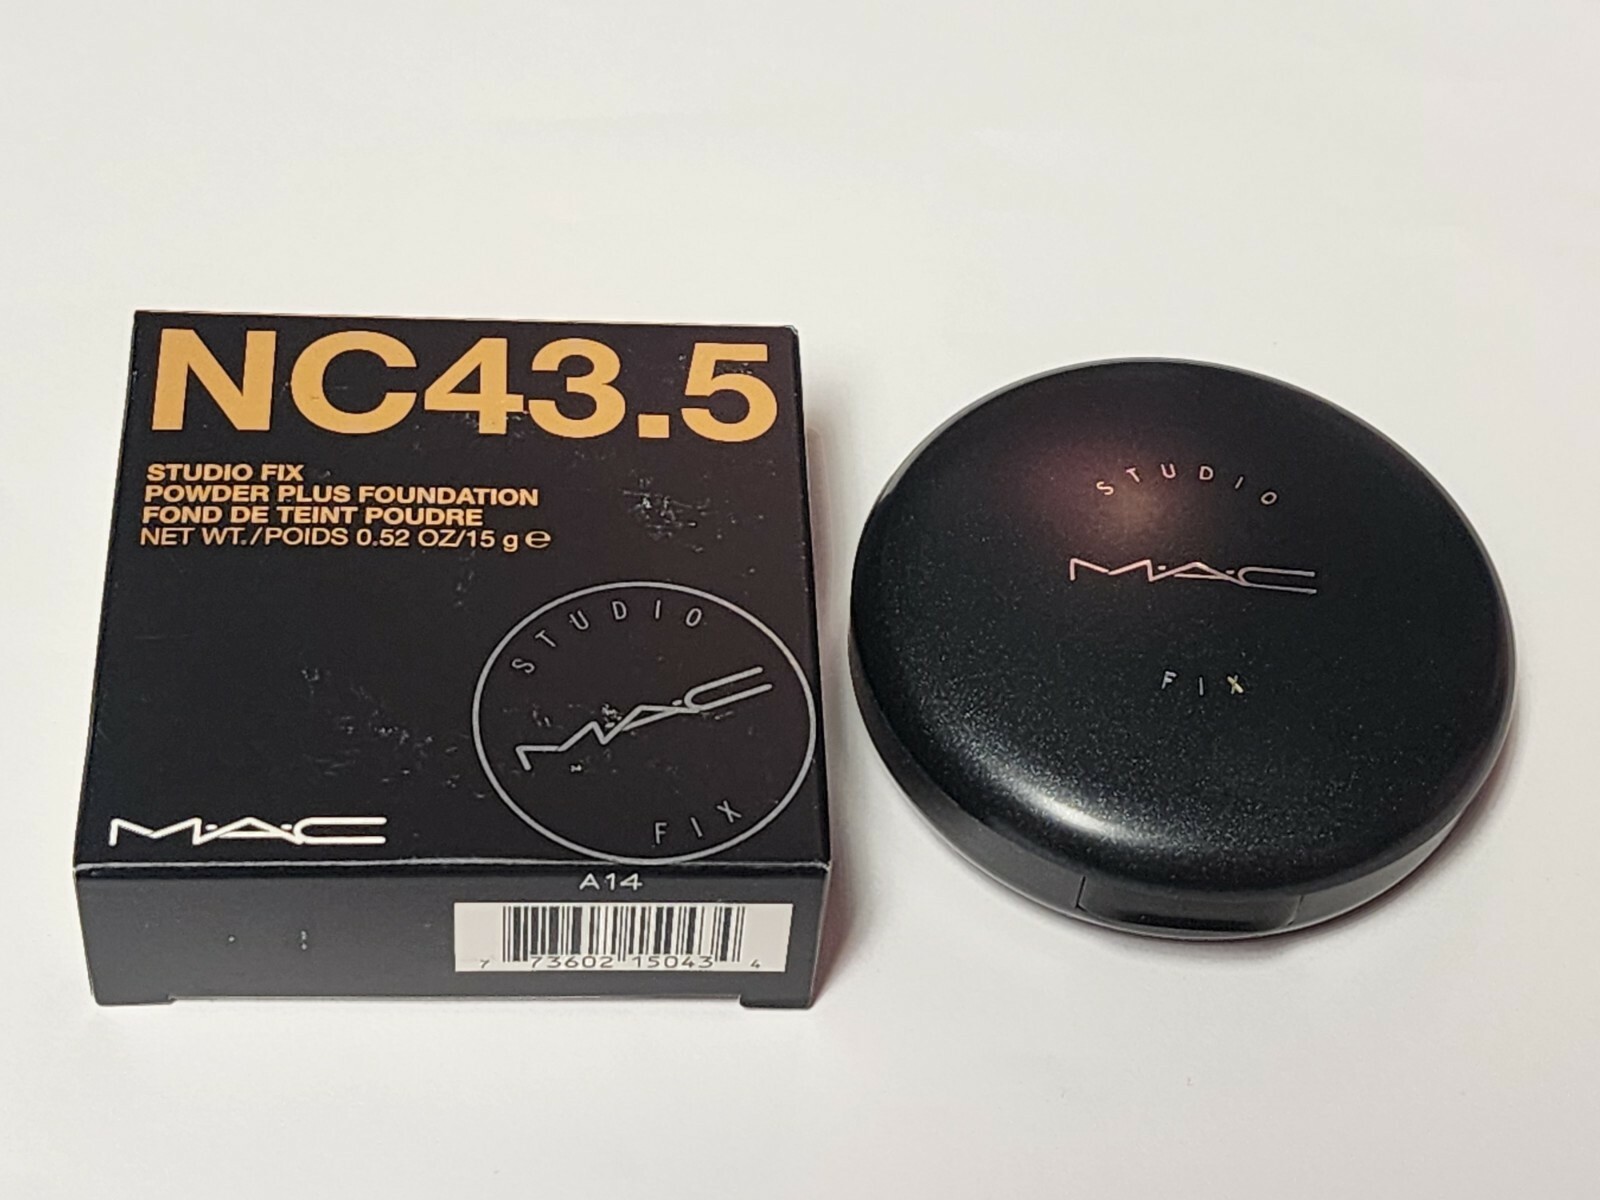 NC43.5
STUDIO FIX
POWDER PLUS FOUNDATION
FOND DE TEINT POUDRE
NET WT./POIDS 0.52 OZ/15 g e
STUDIO
M·A·C
FIX
M·A·C
A14
7 73602 15043 4
STUDIO
M·A·C
FIX